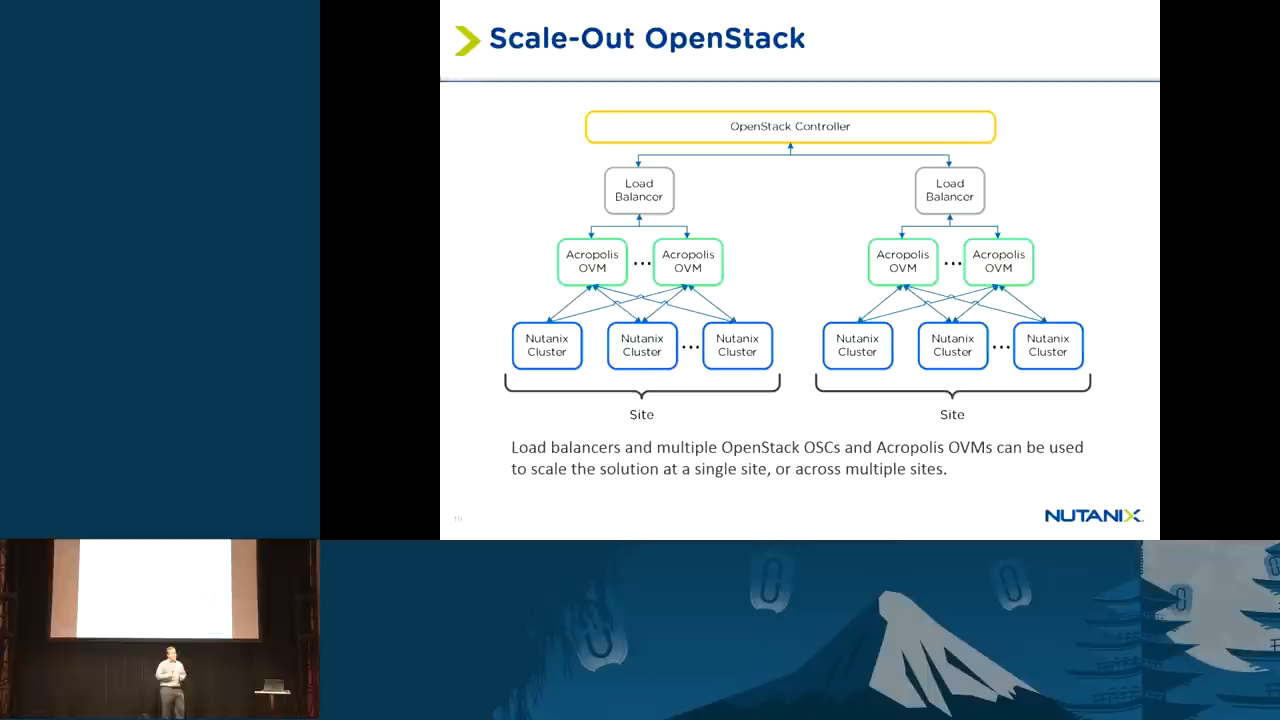 Scale-Out OpenStack
OpenStack Controller
Load
Balancer
Load
Balancer
Acropolis
OVM
...
Acropolis
OVM
Acropolis
OVM
...
Acropolis
OVM
Nutanix
Cluster
Nutanix
Cluster
...
Nutanix
Cluster
Nutanix
Cluster
Nutanix
Cluster
...
Nutanix
Cluster
Site
Site
Load balancers and multiple OpenStack OSCs and Acropolis OVMs can be used
to scale the solution at a single site, or across multiple sites.
19
NUTANIX